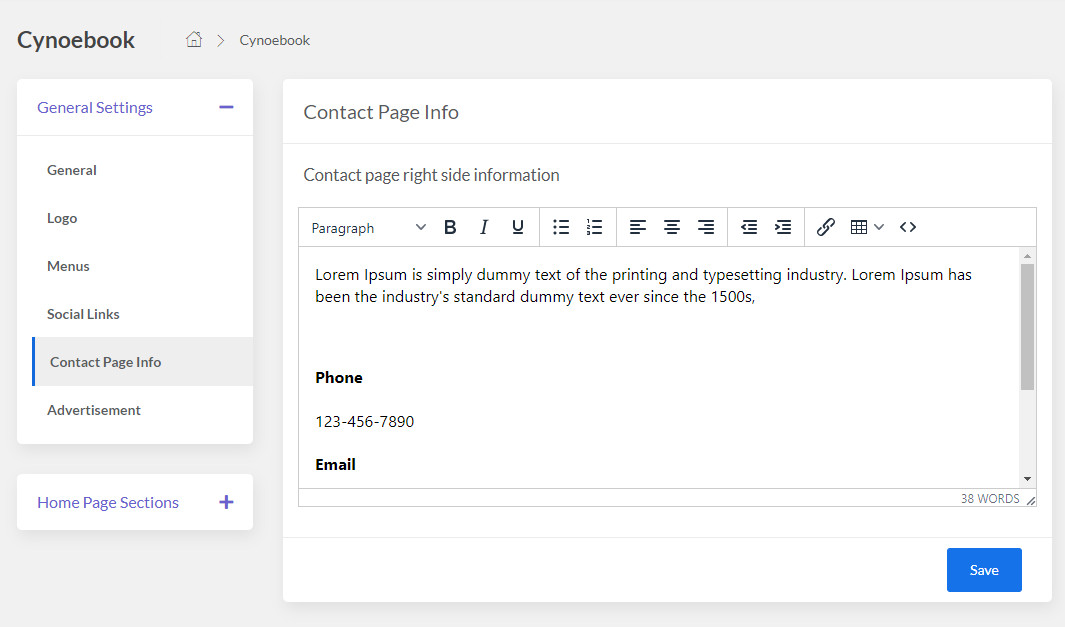 Cynoebook
Cynoebook
General Settings
General
Logo
Menus
Social Links
Contact Page Info
Advertisement
Home Page Sections
Contact Page Info
Contact page right side information
Paragraph B I U
Lorem Ipsum is simply dummy text of the printing and typesetting industry. Lorem Ipsum has
been the industry's standard dummy text ever since the 1500s,
Phone
123-456-7890
Email
38 WORDS
Save